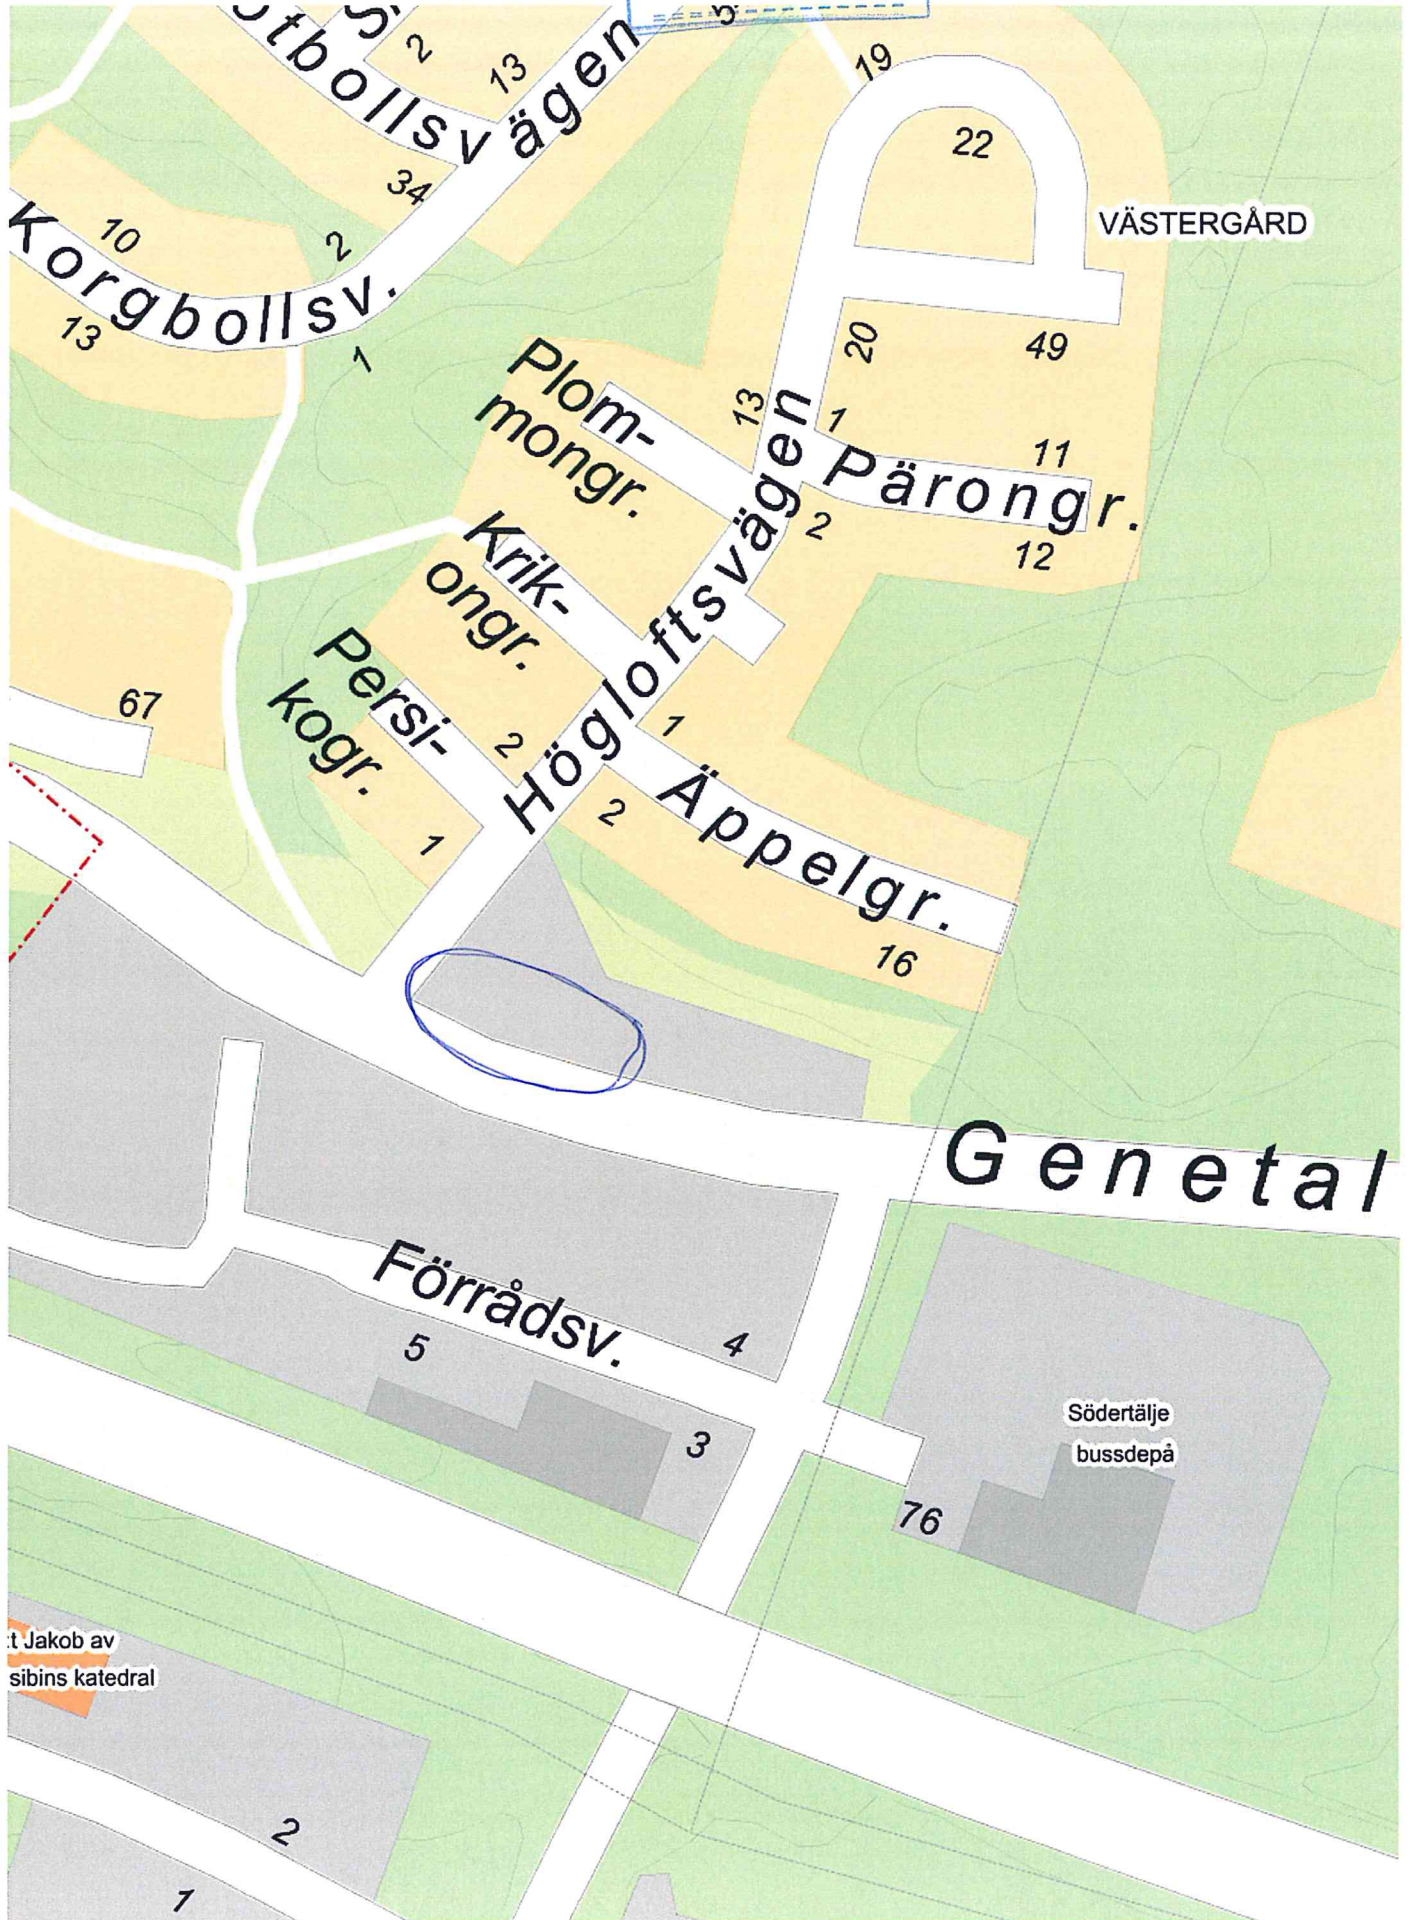 2
13
ägen
34
19
22
VÄSTERGÅRD
10
2
Korgbollsv.
13
1
20
49
Plom-
mongr.
13
1
11
Pärongr.
2
12
Krik-
ongr.
Högloftsvägen
Persi-
kogr.
67
2
1
2
Äppelgr.
1
16
Genetal
Förrådsv.
5
4
3
Södertälje
bussdepå
76
t Jakob av
sibins katedral
2
1